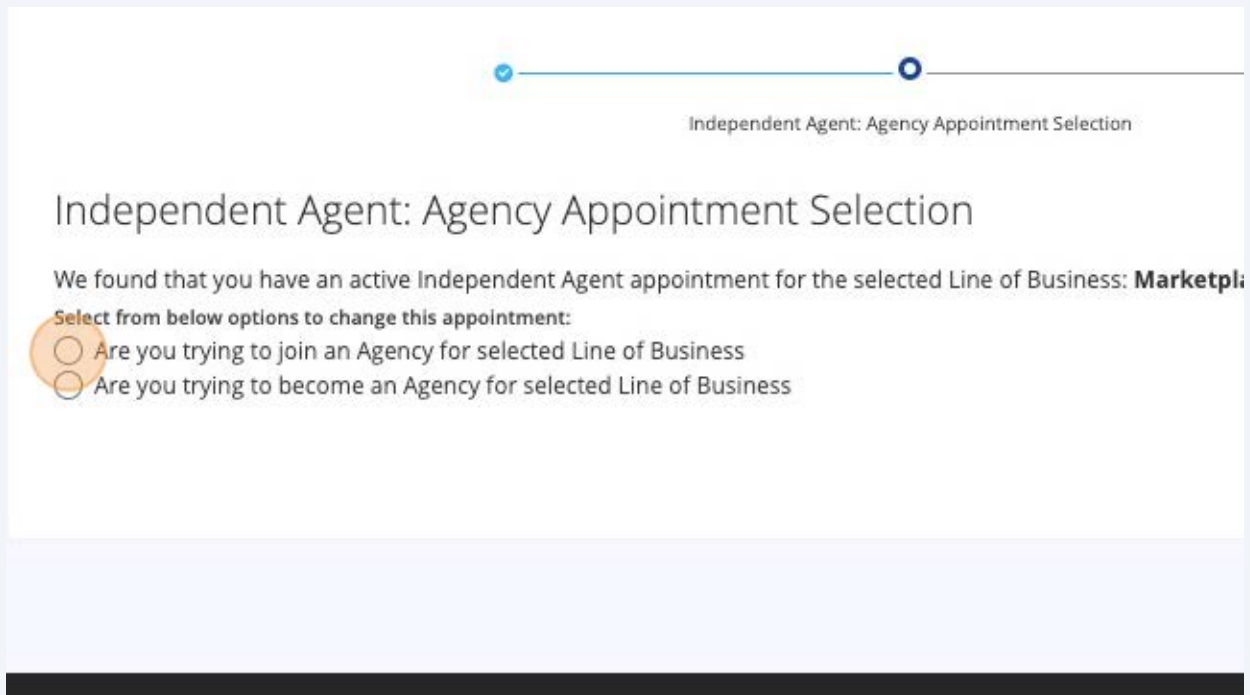 Independent Agent: Agency Appointment Selection
Independent Agent: Agency Appointment Selection
We found that you have an active Independent Agent appointment for the selected Line of Business:
Select from below options to change this appointment:
Are you trying to join an Agency for selected Line of Business
Are you trying to become an Agency for selected Line of Business